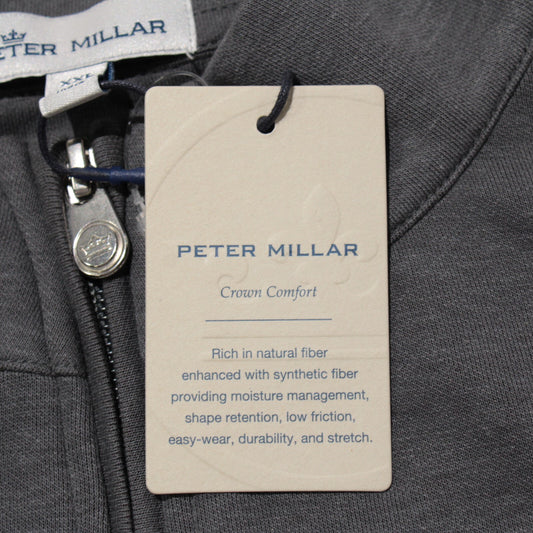 PETER MILLAR
XXL
PETER MILLAR
Crown Comfort
Rich in natural fiber
enhanced with synthetic fiber
providing moisture management,
shape retention, low friction,
easy-wear, durability, and stretch.